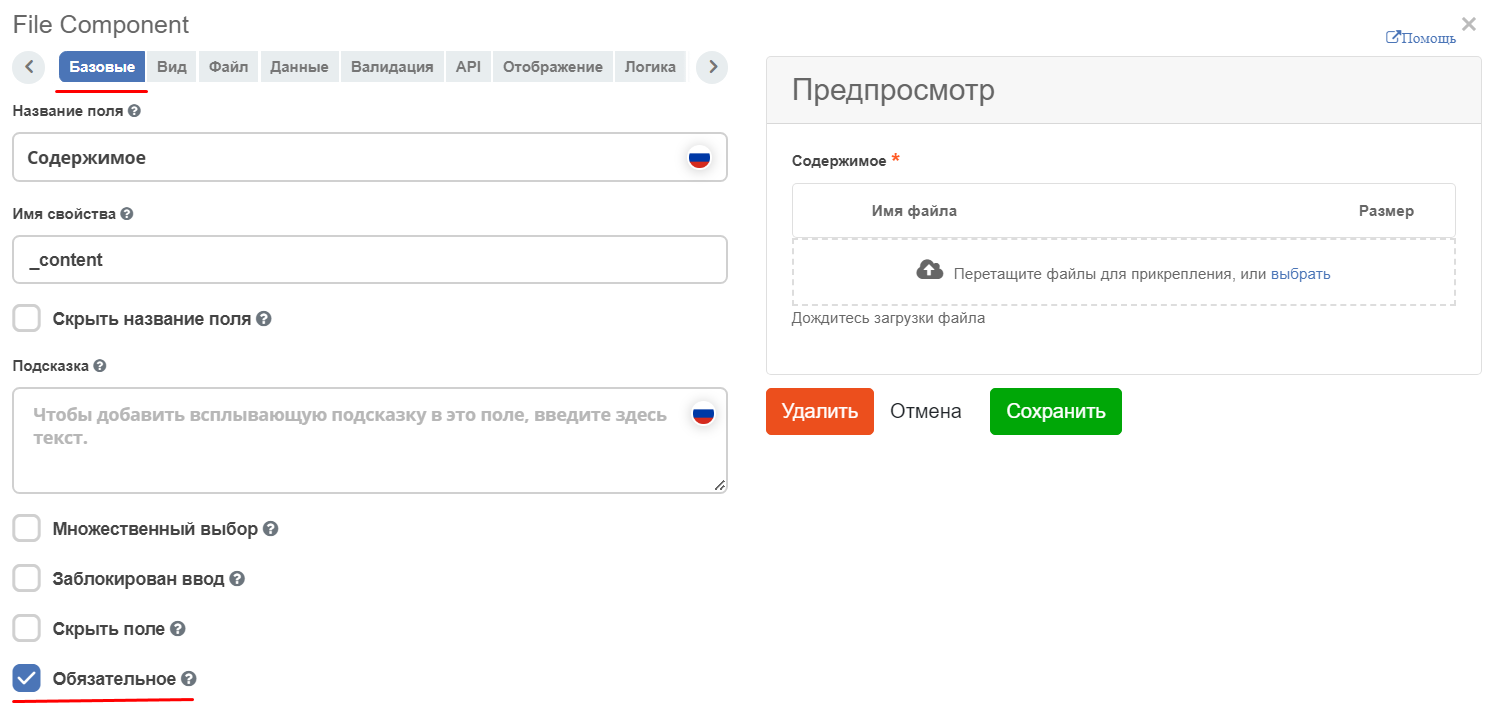 File Component
Помощь
Базовые Вид Файл Данные Валидация API Отображение Логика
Название поля
Содержимое
Имя свойства
_content
Скрыть название поля
Подсказка
Чтобы добавить всплывающую подсказку в это поле, введите здесь
текст.
Множественный выбор
Заблокирован ввод
Скрыть поле
Обязательное
Предпросмотр
Содержимое *
Имя файла Размер
Перетащите файлы для прикрепления, или выбрать
Дождитесь загрузки файла
Удалить Отмена Сохранить